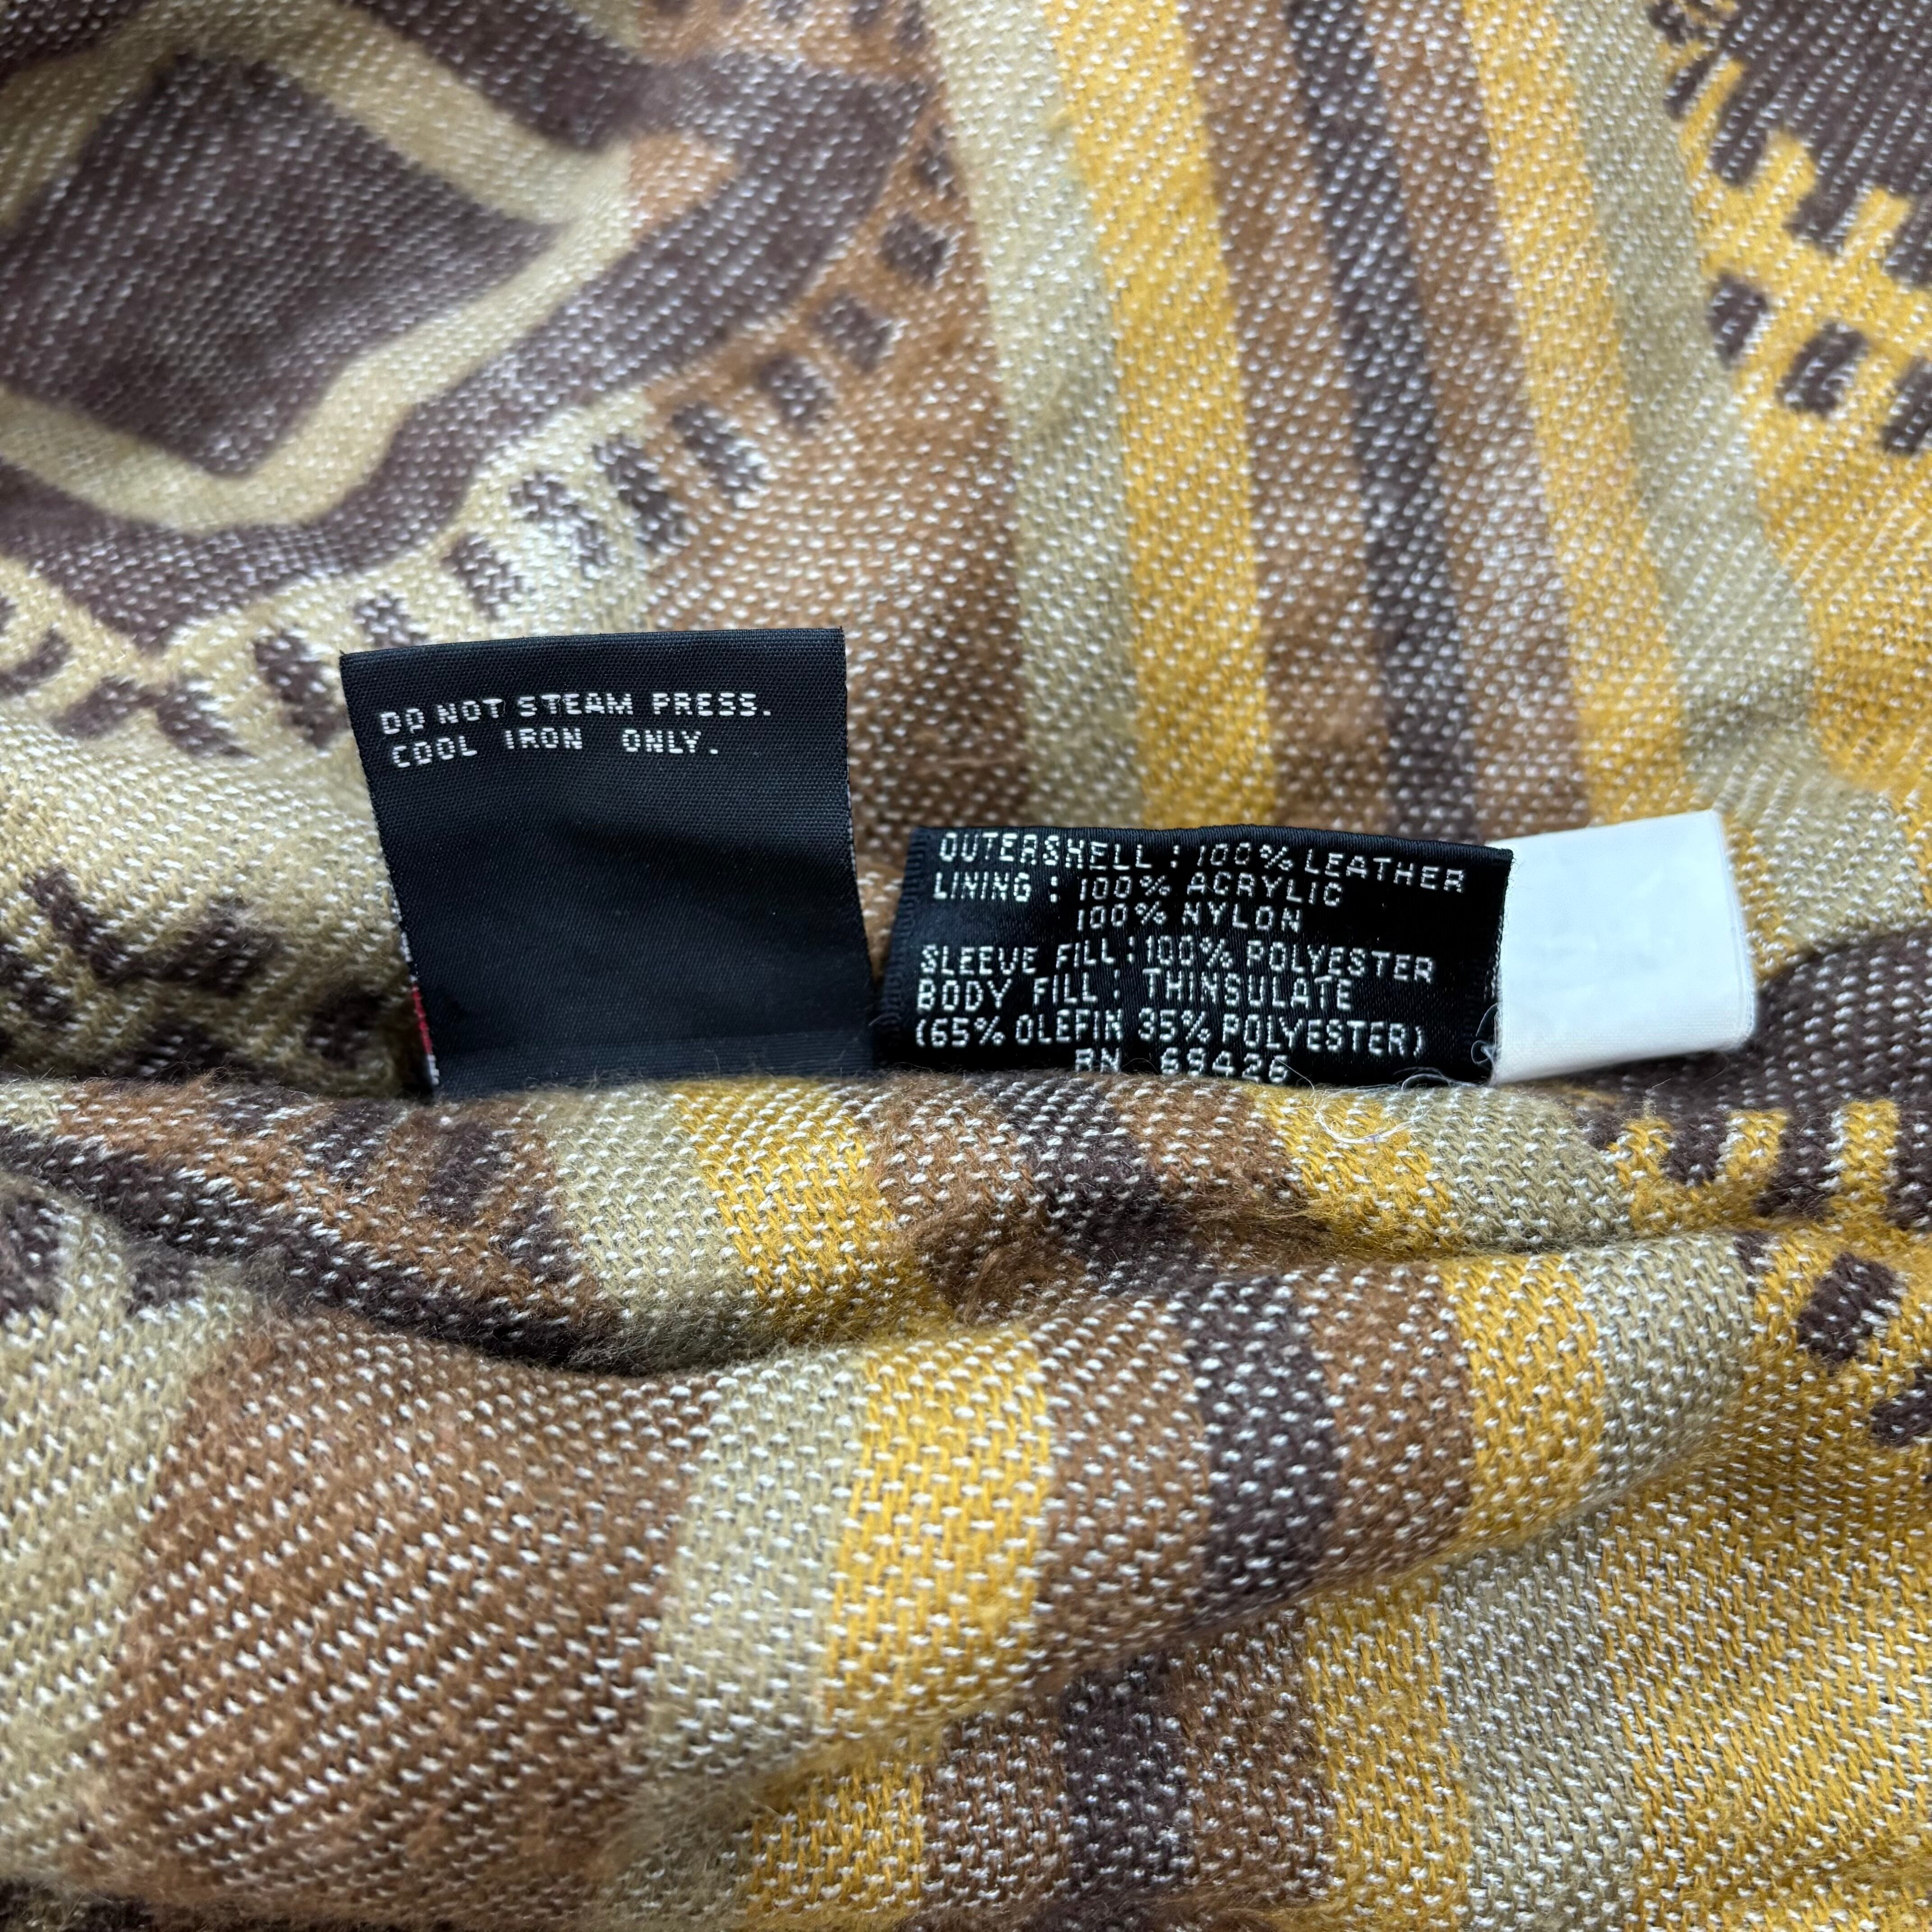 DO NOT STEAM PRESS.
COOL IRON ONLY.
OUTERSHELL : 100% LEATHER
LINING : 100% ACRYLIC
100% NYLON
SLEEVE FILL : 100% POLYESTER
BODY FILL : THINSULATE
(65% OLEFIN 35% POLYESTER)
RN 69426